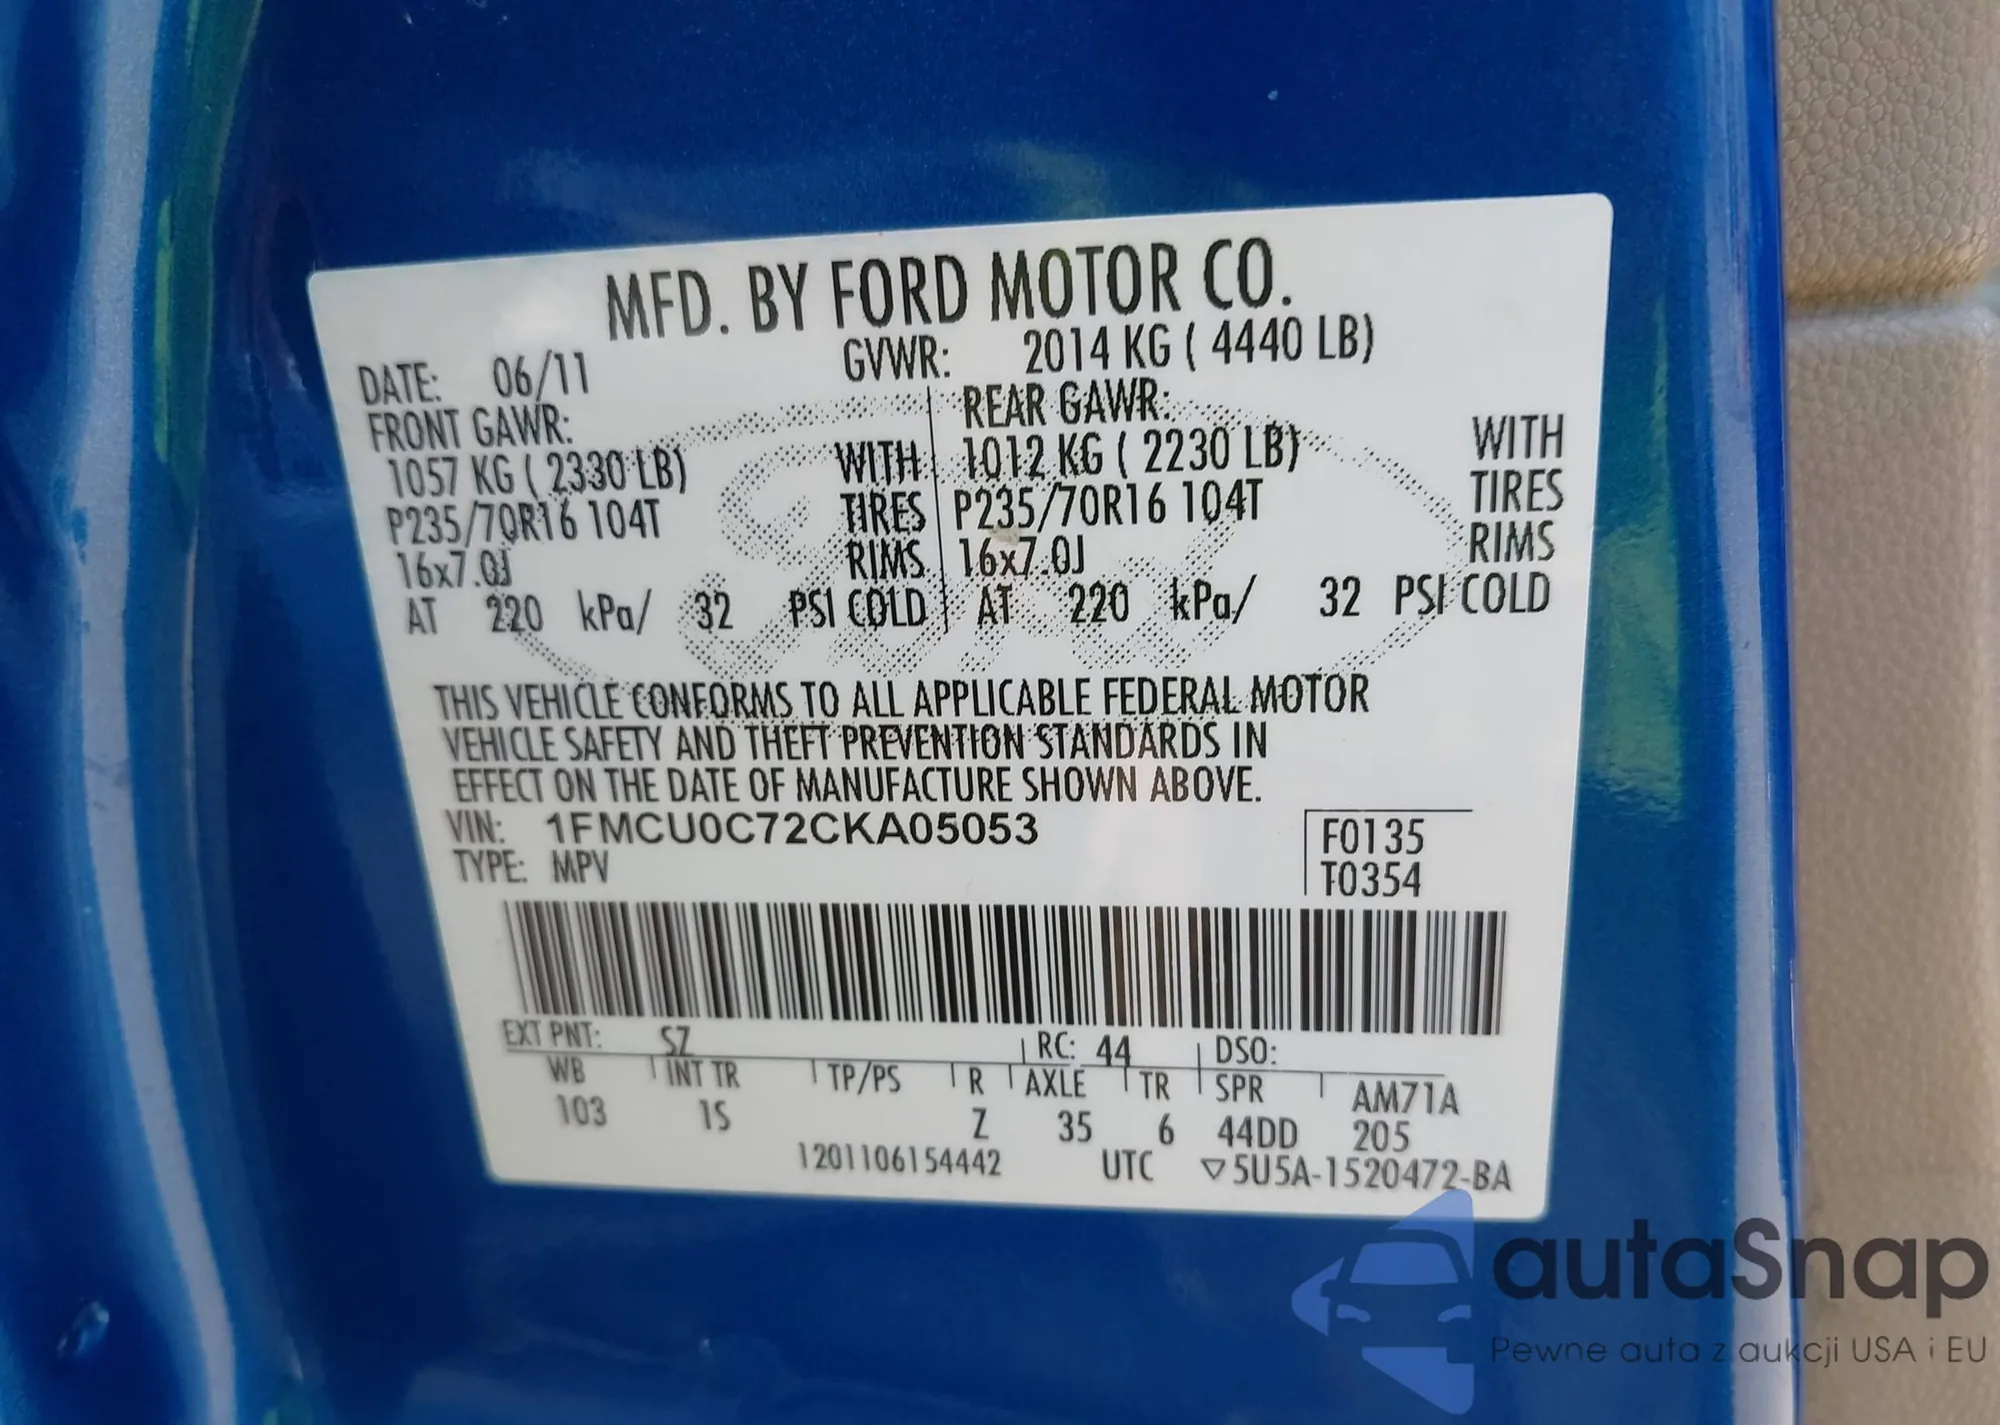 MFD. BY FORD MOTOR CO.
DATE: 06/11 GVWR: 2014 KG ( 4440 LB)
FRONT GAWR: REAR GAWR:
1057 KG ( 2330 LB) WITH 1012 KG ( 2230 LB) WITH
P235/70R16 104T TIRES P235/70R16 104T TIRES
16x7.0J RIMS 16x7.0J RIMS
AT 220 kPa/ 32 PSI COLD AT 220 kPa/ 32 PSI COLD
THIS VEHICLE CONFORMS TO ALL APPLICABLE FEDERAL MOTOR
VEHICLE SAFETY AND THEFT PREVENTION STANDARDS IN
EFFECT ON THE DATE OF MANUFACTURE SHOWN ABOVE.
VIN: 1FMCU0C72CKA05053 F0135
TYPE: MPV T0354
EXT PNT: SZ RC: 44 DSO:
WB INT TR TP/PS R AXLE TR SPR AM71A
103 1S Z 35 6 44DD 205
1201106154442 UTC ▽5U5A-1520472-BA
autaSnap
Pewne auta z aukcji USA i EU